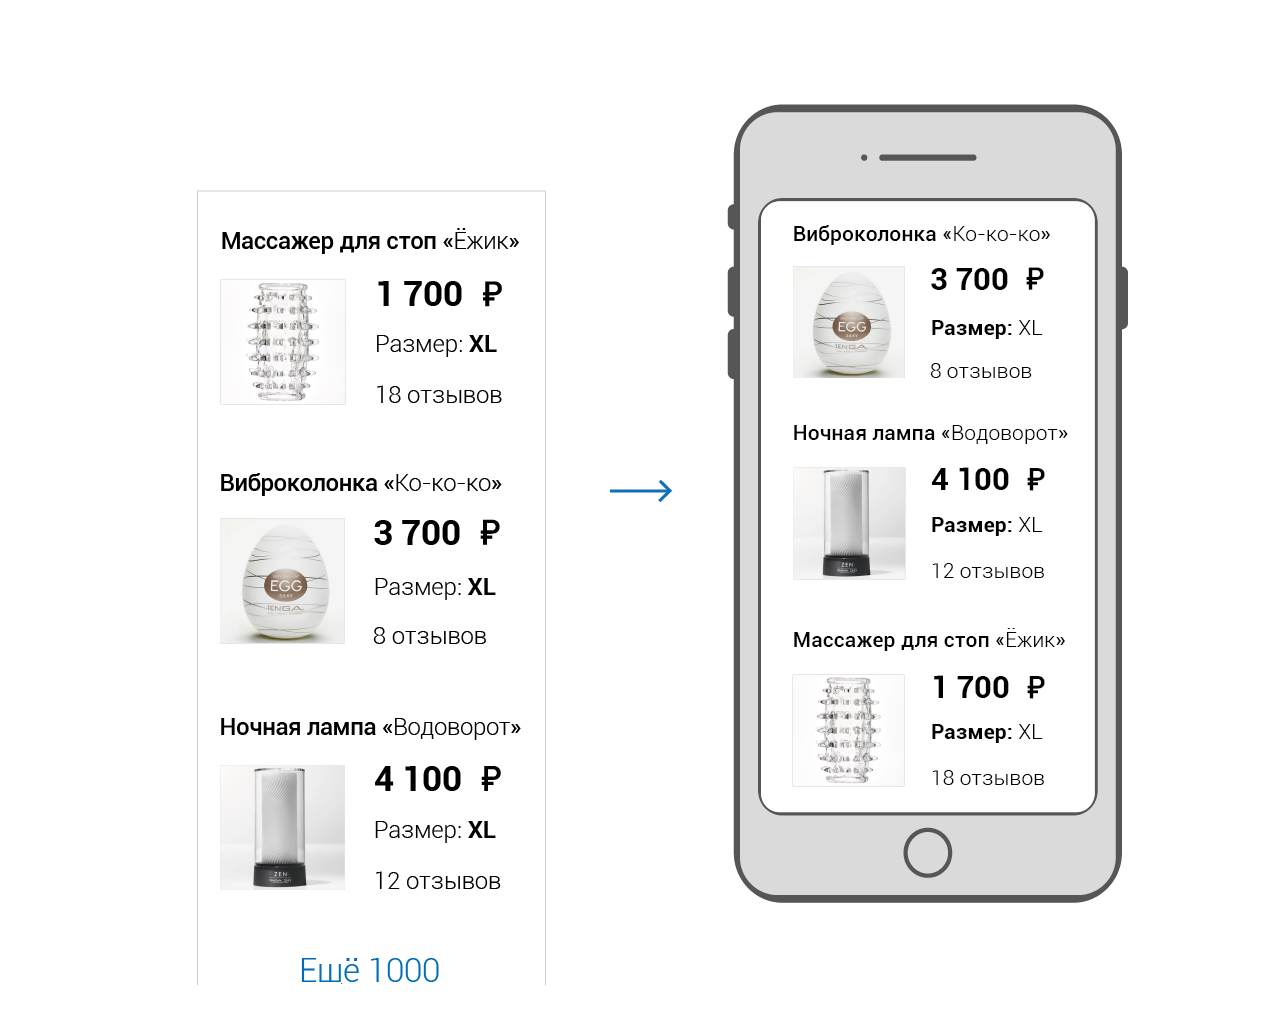 Массажер для стоп «Ёжик»
1 700 ₽
Размер: XL
18 отзывов
Виброколонка «Ко-ко-ко»
EGG
SILKY
TENGA
3 700 ₽
Размер: XL
8 отзывов
Ночная лампа «Водоворот»
ZEN
4 100 ₽
Размер: XL
12 отзывов
Ещё 1000
Виброколонка «Ко-ко-ко»
EGG
SILKY
TENGA
3 700 ₽
Размер: XL
8 отзывов
Ночная лампа «Водоворот»
ZEN
4 100 ₽
Размер: XL
12 отзывов
Массажер для стоп «Ёжик»
1 700 ₽
Размер: XL
18 отзывов